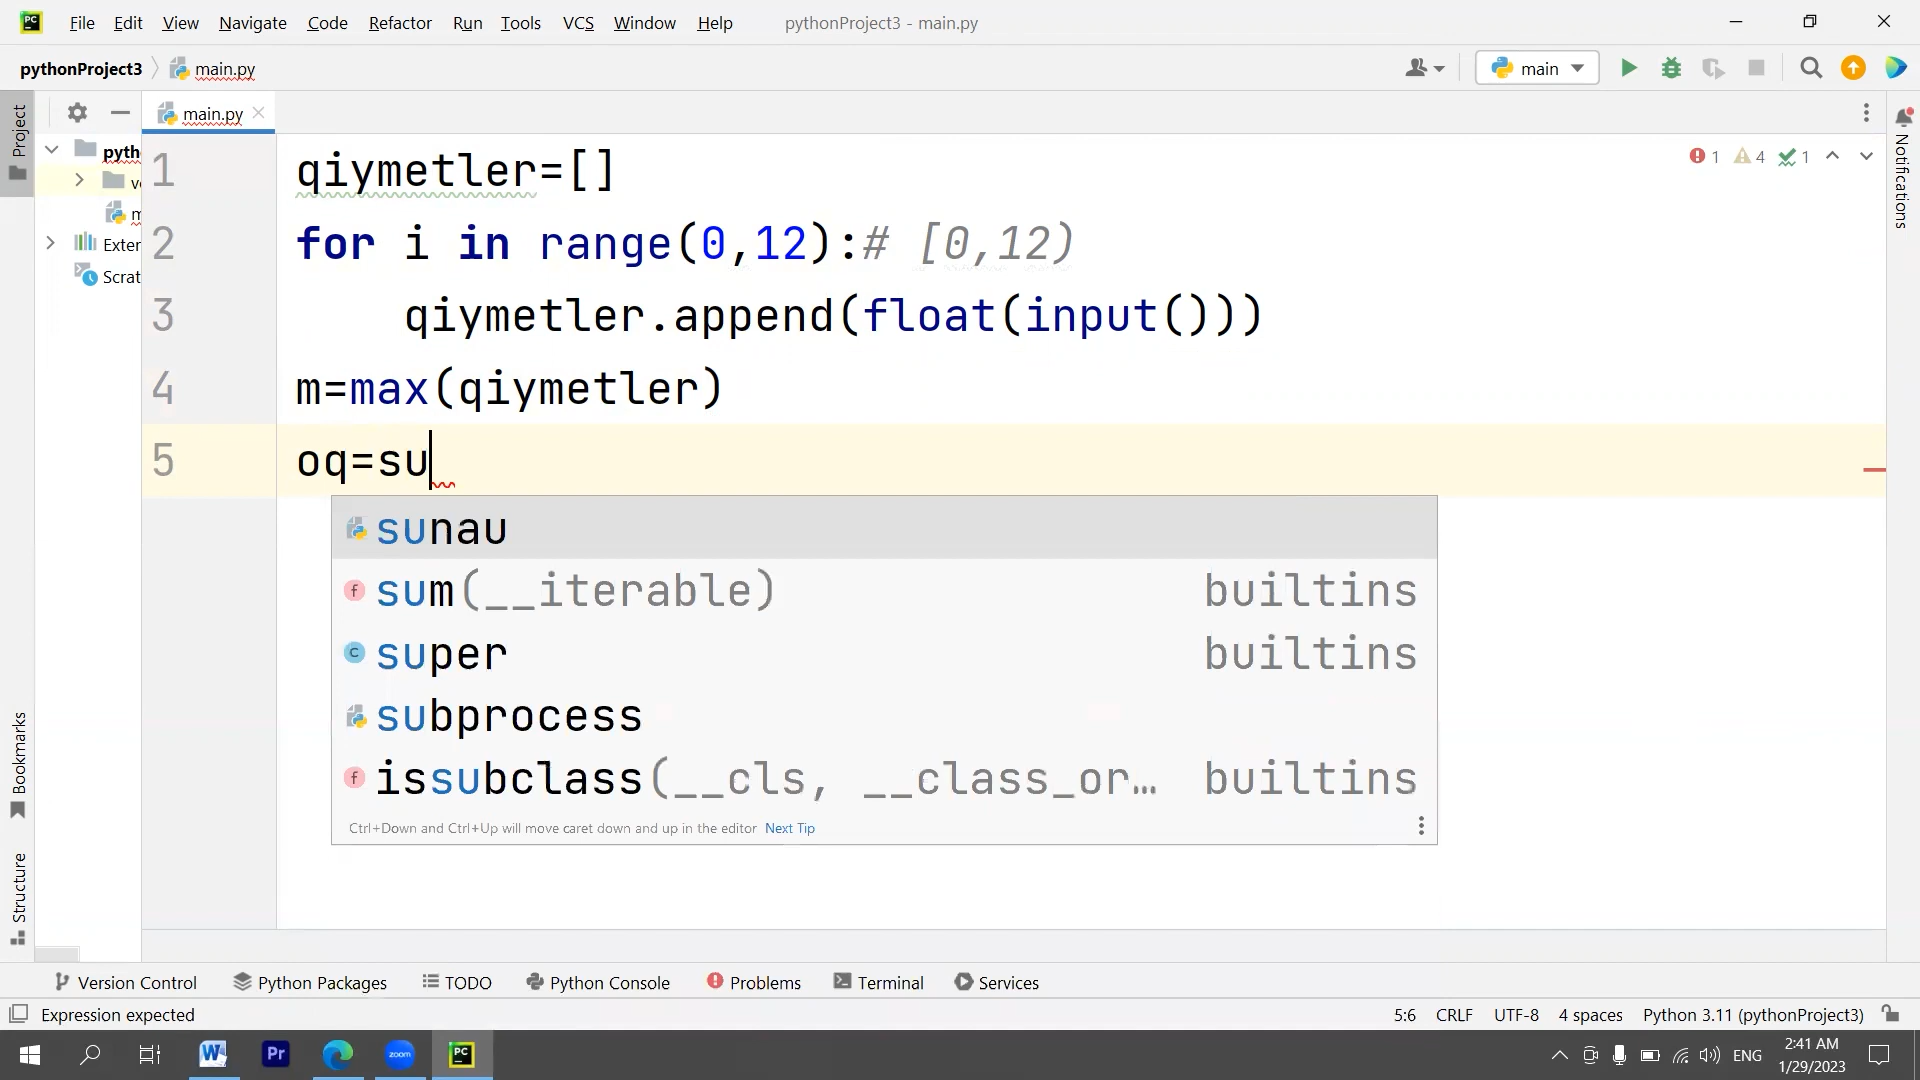 PC File Edit View Navigate Code Refactor Run Tools VCS Window Help pythonProject3 - main.py
pythonProject3 main.py main
Project main.py 1 4 1 Notifications
pyth
v
m
Exter
Scrat
1 qiymetler=[]
2 for i in range(0,12):# [0,12)
3 qiymetler.append(float(input()))
4 m=max(qiymetler)
5 oq=su
sunau
f sum(__iterable) builtins
c super builtins
subprocess
f issubclass(__cls, __class_or… builtins
Ctrl+Down and Ctrl+Up will move caret down and up in the editor Next Tip
Bookmarks
Structure
Version Control Python Packages TODO Python Console Problems Terminal Services
Expression expected 5:6 CRLF UTF-8 4 spaces Python 3.11 (pythonProject3)
W Pr zoom PC ENG 2:41 AM
1/29/2023